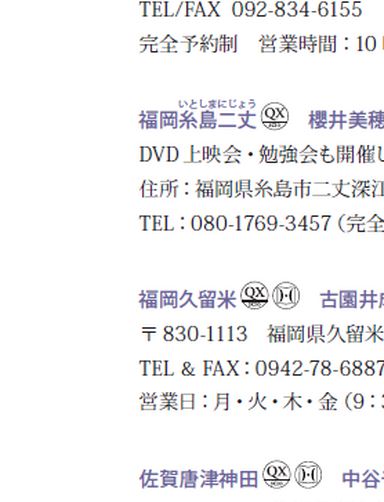 TEL/FAX 092-834-6155
完全予約制　営業時間：10
いとしまにじょう
福岡糸島二丈 QX 櫻井美穂
DVD 上映会・勉強会も開催し
住所：福岡県糸島市二丈深江
TEL：080-1769-3457（完全
福岡久留米 QX 古園井成
〒830-1113　福岡県久留米
TEL & FAX：0942-78-6887
営業日：月・火・木・金（9：3
佐賀唐津神田 QX 中谷